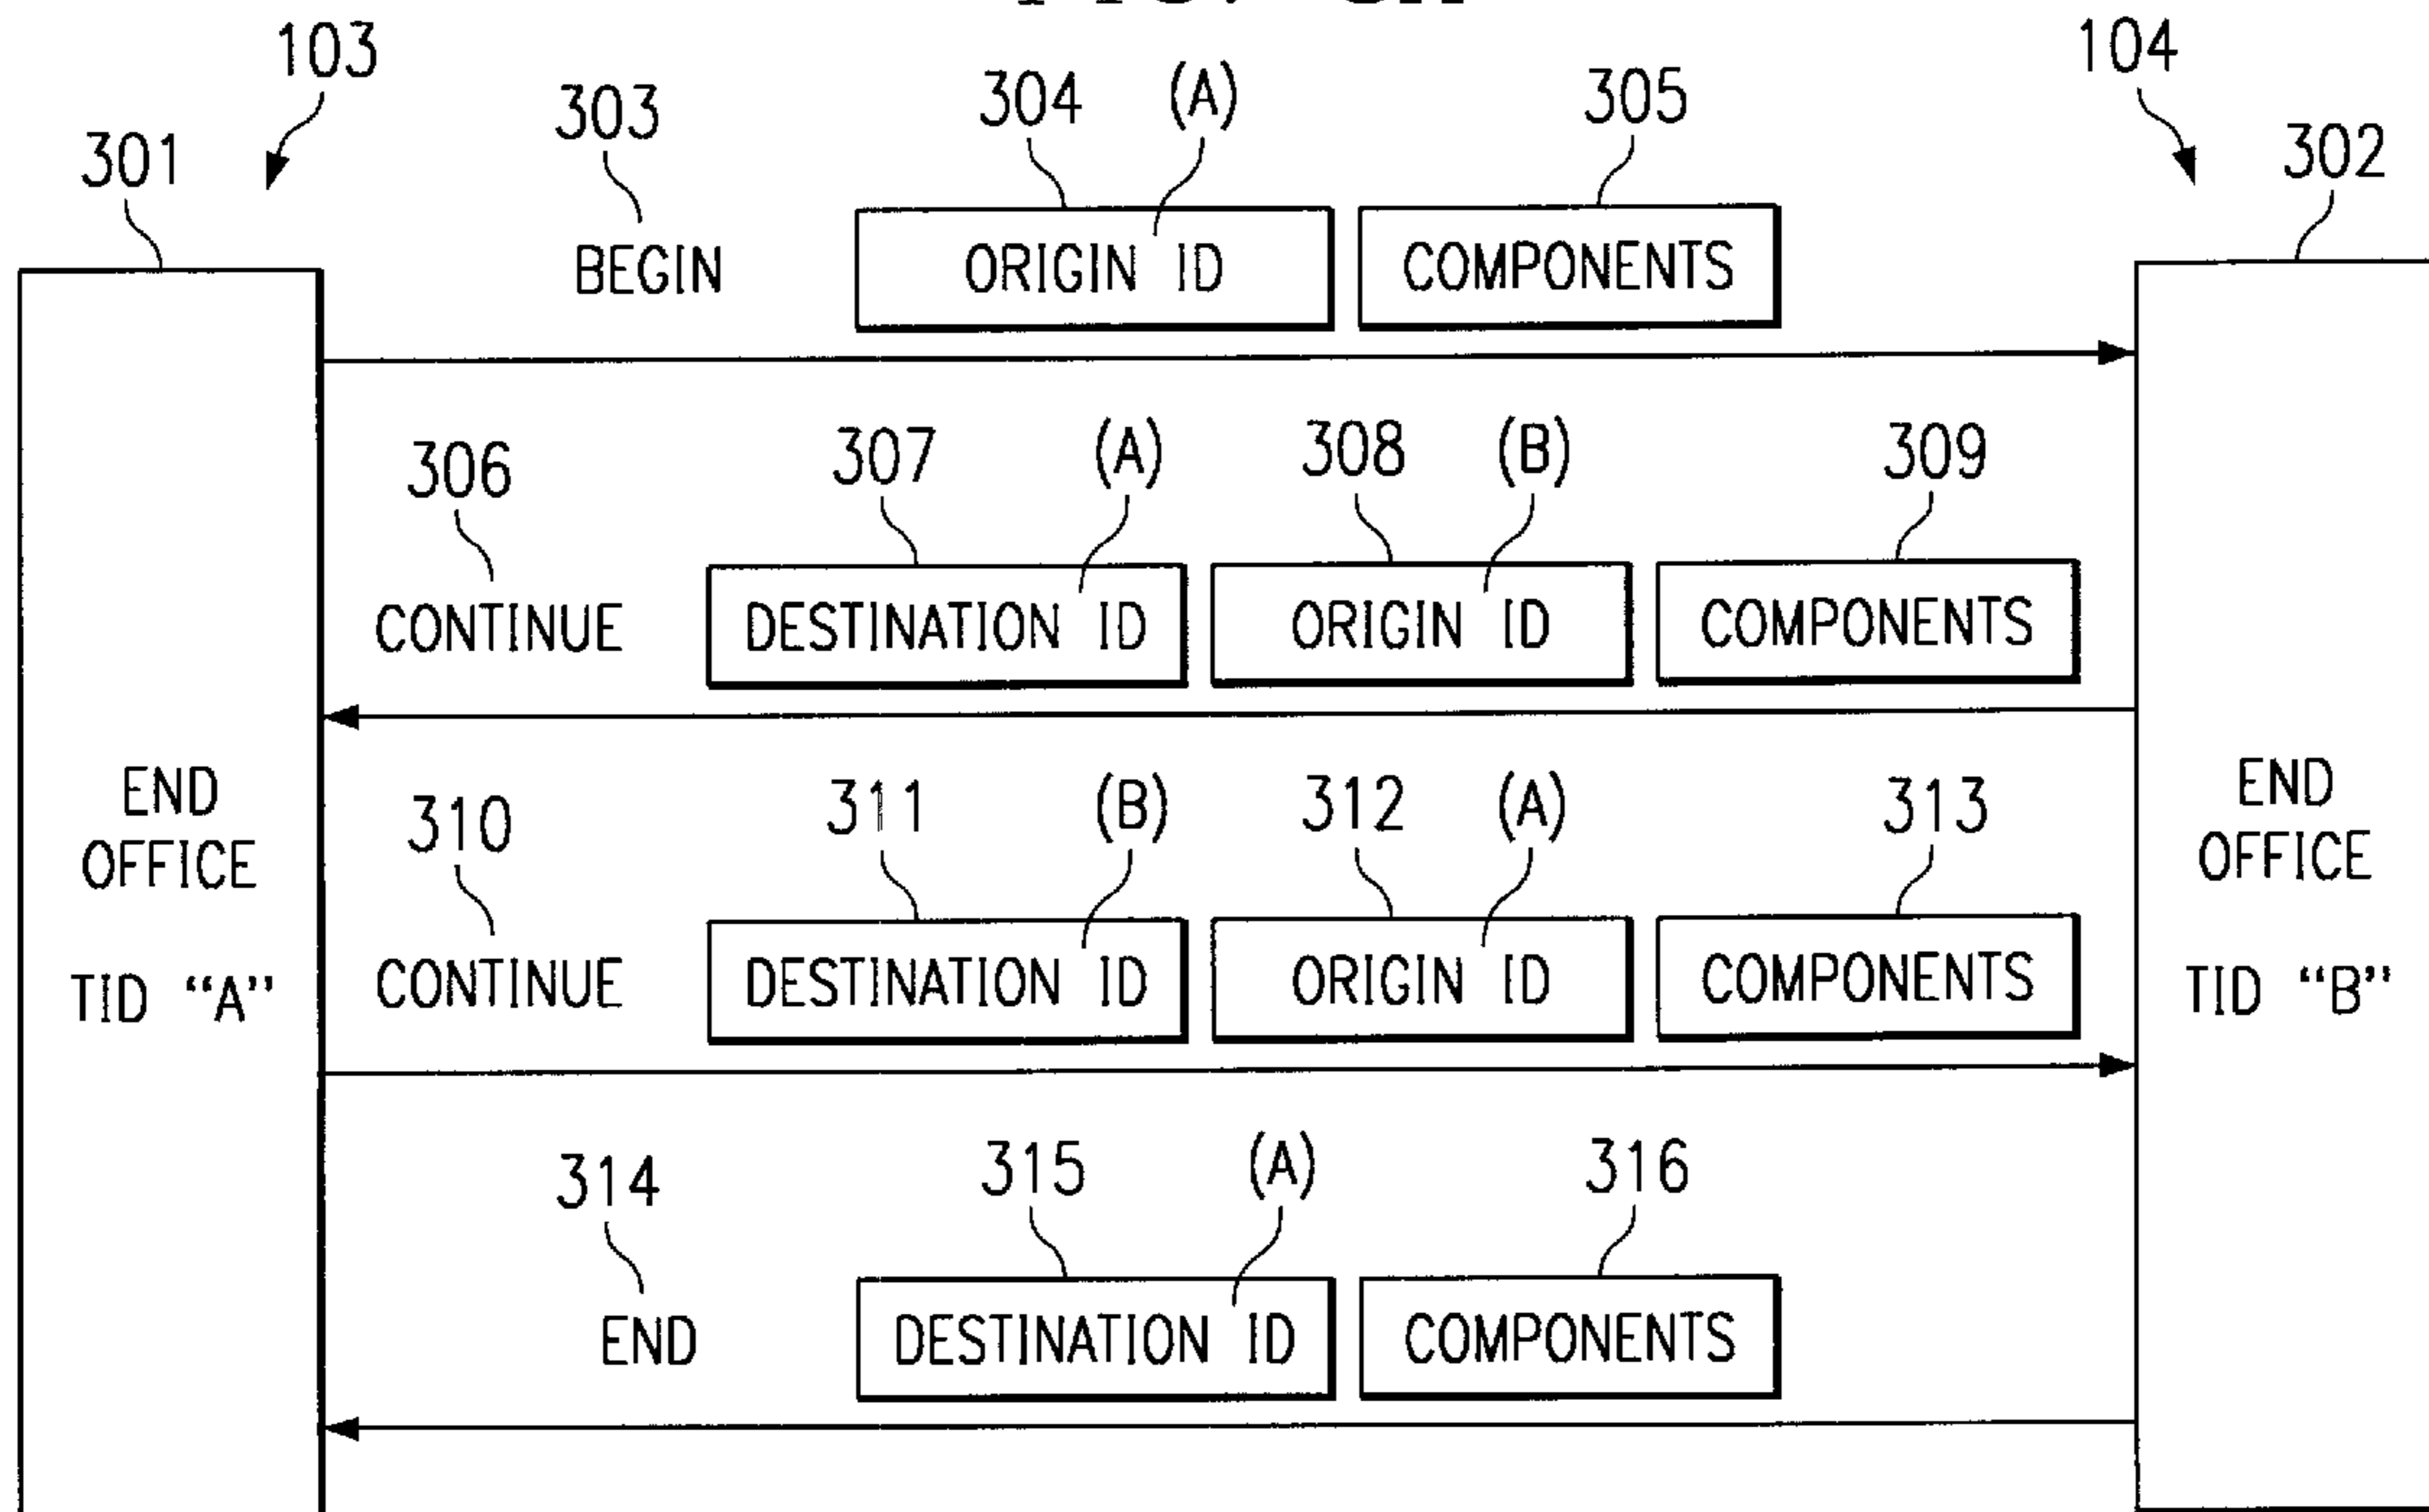 103
104
301
303
304
(A)
305
302
BEGIN
ORIGIN ID
COMPONENTS
306
307
(A)
308
(B)
309
CONTINUE
DESTINATION ID
ORIGIN ID
COMPONENTS
END
OFFICE
TID "A"
END
OFFICE
TID "B"
310
311
(B)
312
(A)
313
CONTINUE
DESTINATION ID
ORIGIN ID
COMPONENTS
314
315
(A)
316
END
DESTINATION ID
COMPONENTS